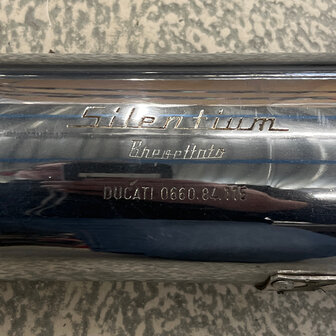 Silentium
Brevettato
DUCATI 0660.84.115